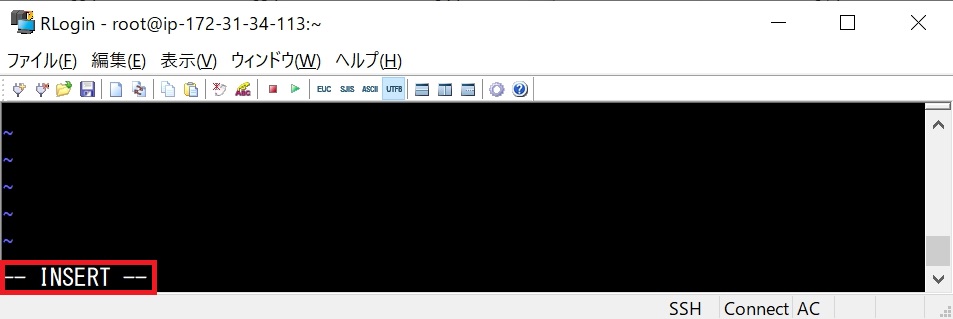 RLogin - root@ip-172-31-34-113:~
ファイル(F) 編集(E) 表示(V) ウィンドウ(W) ヘルプ(H)
ABC EUC SJIS ASCII UTF8
~
~
~
~
~
-- INSERT --
SSH Connect AC